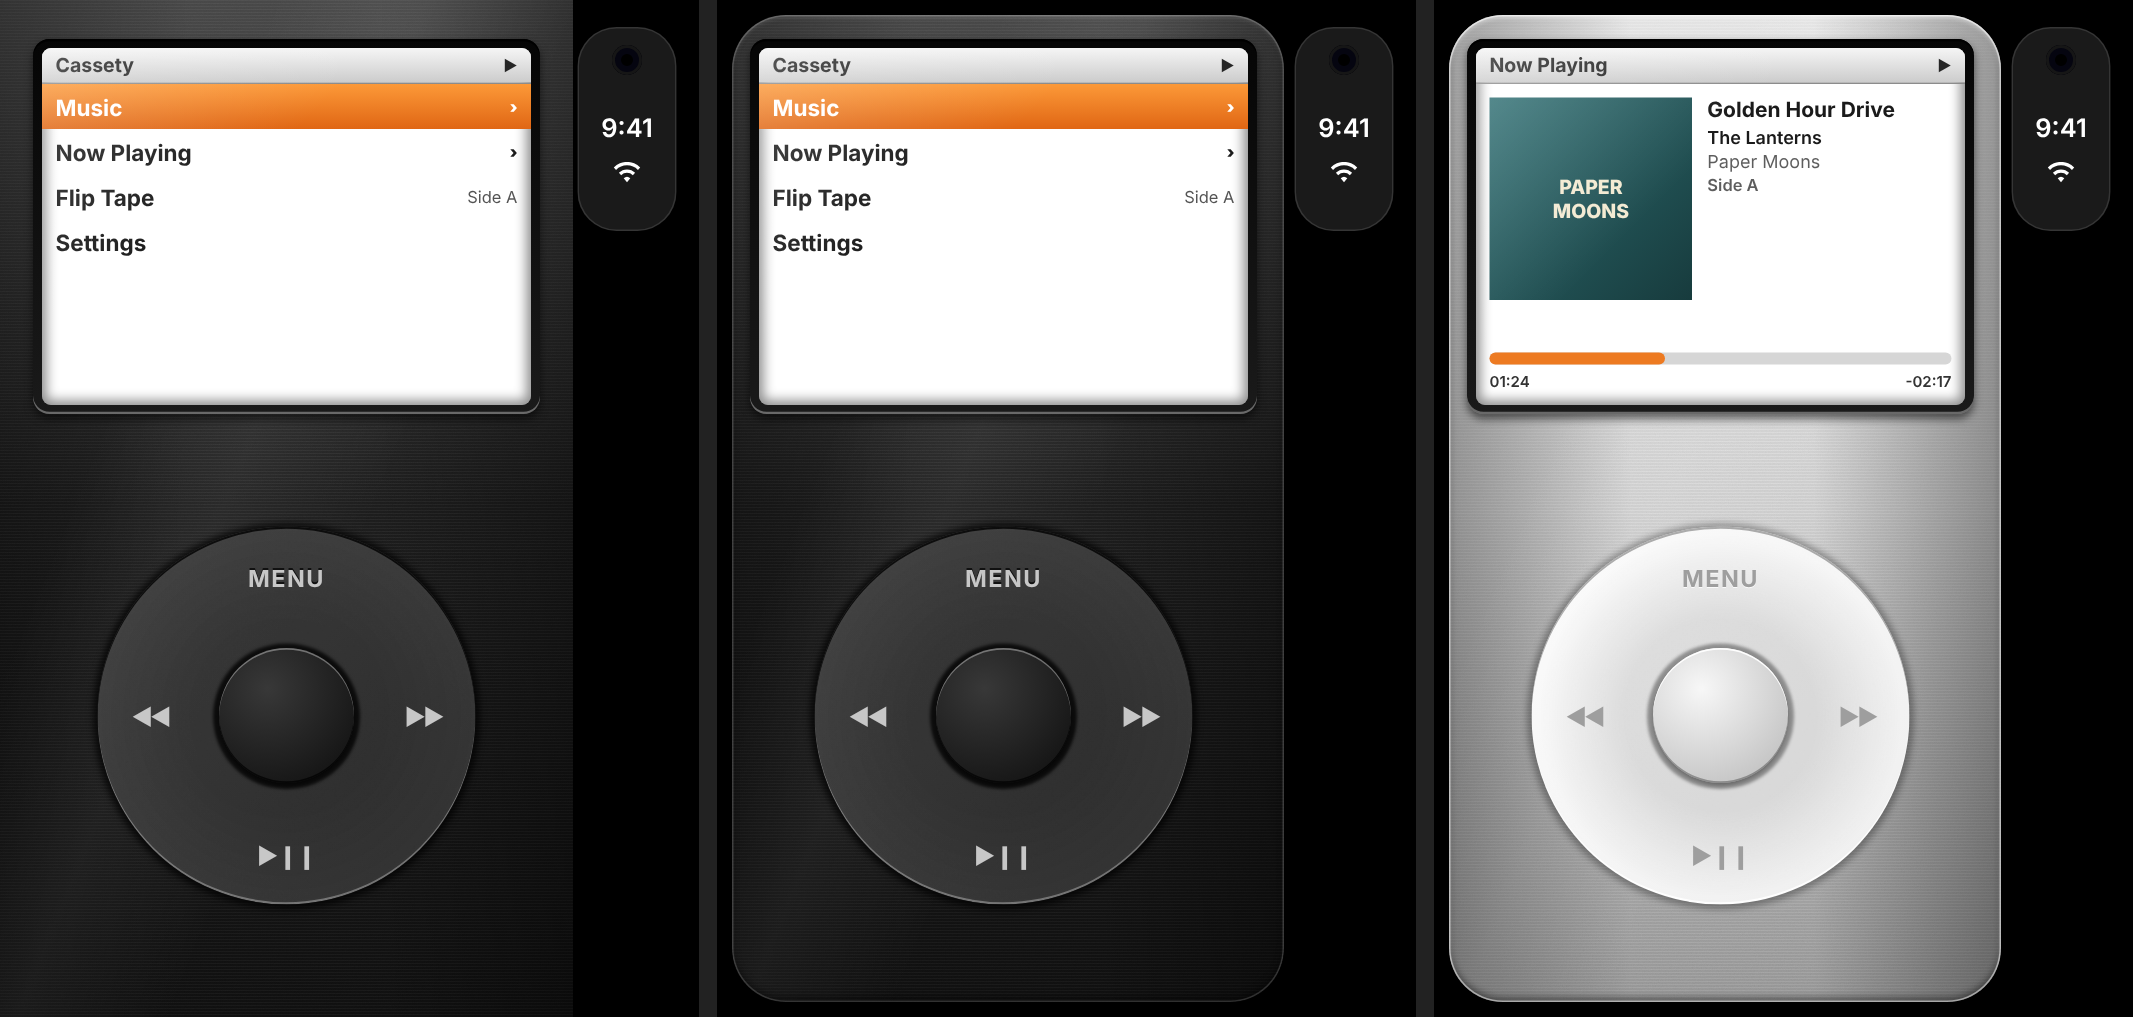 Cassety
Music
Now Playing
Flip Tape Side A
Settings
MENU
9:41
Cassety
Music
Now Playing
Flip Tape Side A
Settings
MENU
9:41
Now Playing
PAPER
MOONS
Golden Hour Drive
The Lanterns
Paper Moons
Side A
01:24 -02:17
MENU
9:41